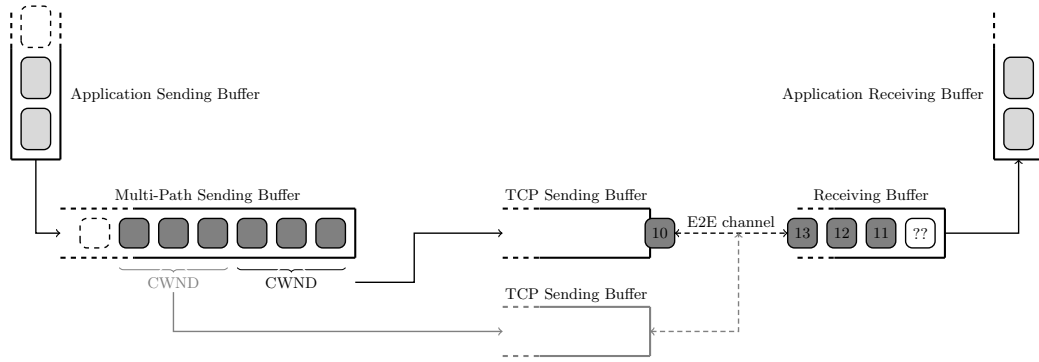 Application Sending Buffer
Application Receiving Buffer
Multi-Path Sending Buffer
TCP Sending Buffer
Receiving Buffer
10
E2E channel
13
12
11
??
CWND
CWND
TCP Sending Buffer